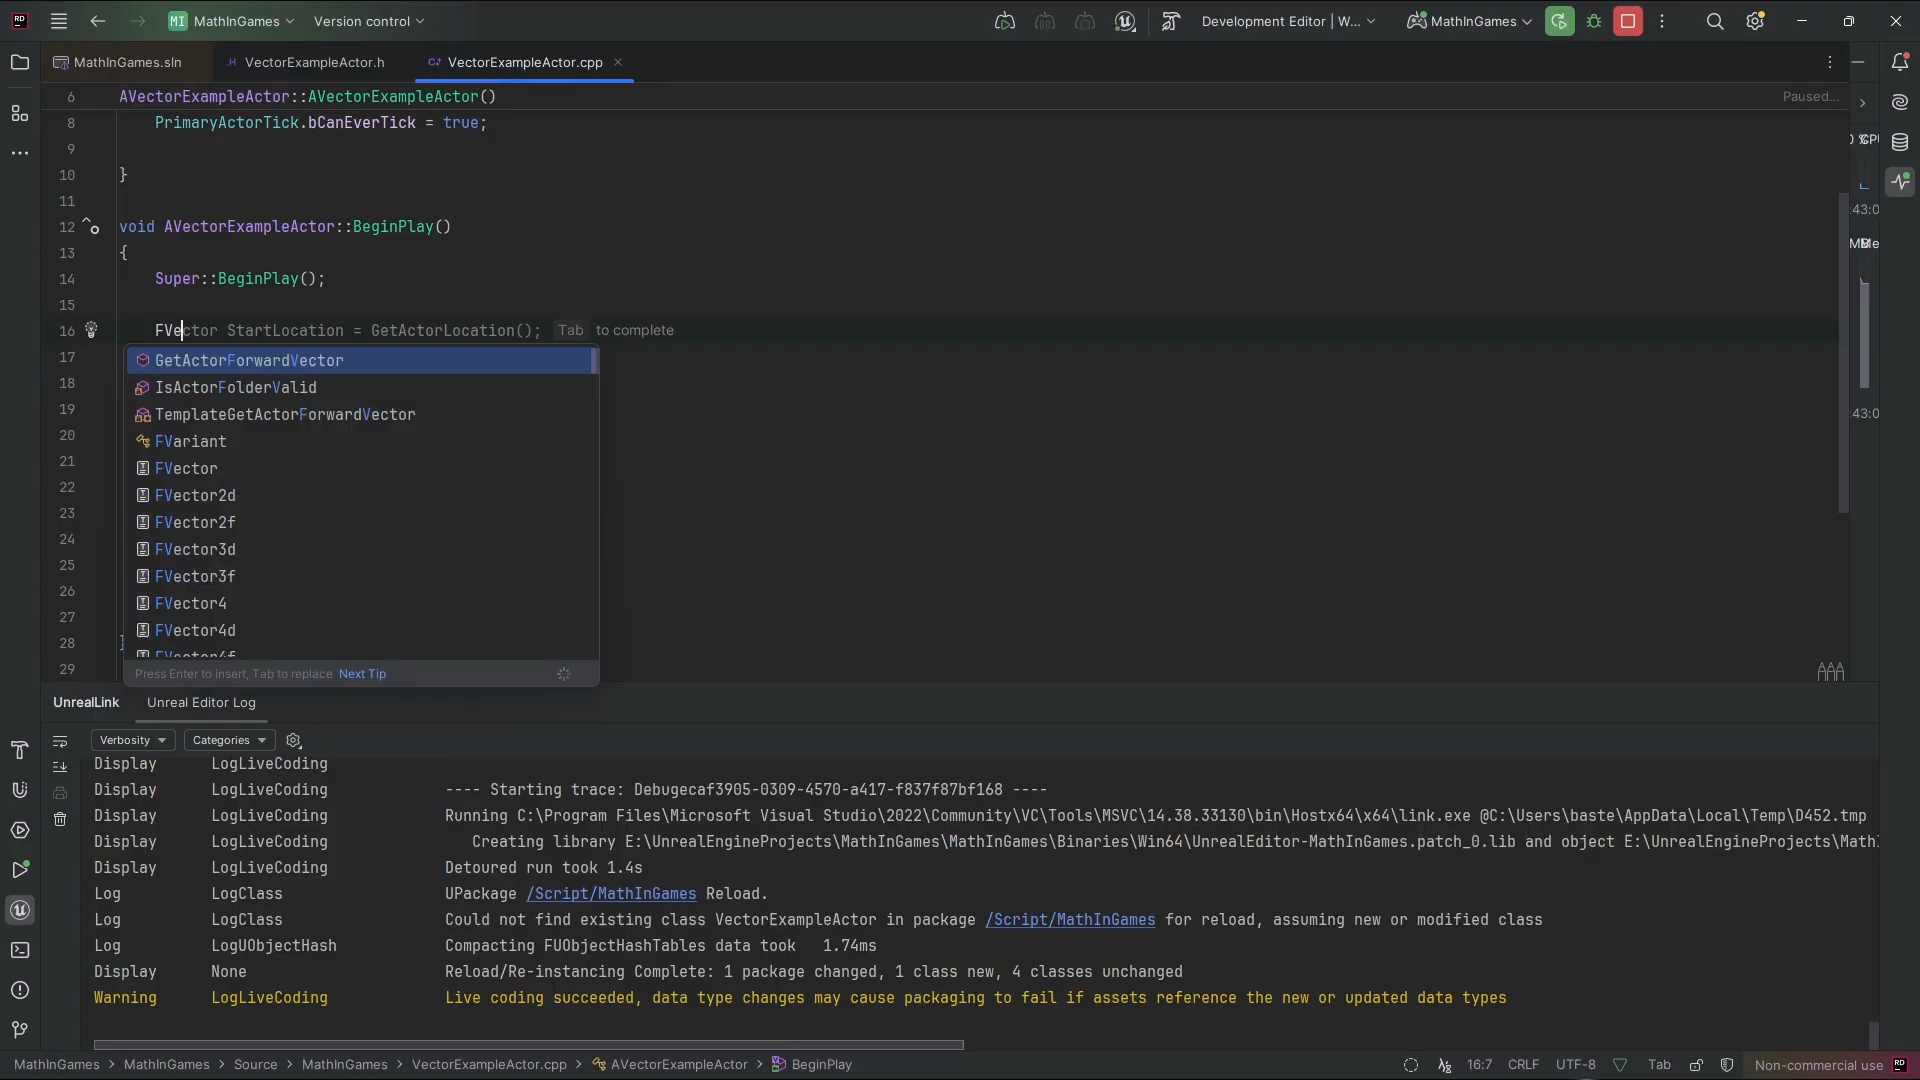 RD
MI MathInGames
Version control
Development Editor | W...
MathInGames
MathInGames.sln
.H VectorExampleActor.h
C+ VectorExampleActor.cpp
6 AVectorExampleActor::AVectorExampleActor()
Paused...
8 PrimaryActorTick.bCanEverTick = true;
9
10 }
11
12 void AVectorExampleActor::BeginPlay()
13 {
14 Super::BeginPlay();
15
16 FVector StartLocation = GetActorLocation(); Tab to complete
17
18
19
20
21
22
23
24
25
26
27
28 }
29
GetActorForwardVector
IsActorFolderValid
TemplateGetActorForwardVector
FVariant
FVector
FVector2d
FVector2f
FVector3d
FVector3f
FVector4
FVector4d
FVector4f
Press Enter to insert, Tab to replace Next Tip
:43:0
:43:0
UnrealLink
Unreal Editor Log
Verbosity
Categories
Display LogLiveCoding
Display LogLiveCoding ---- Starting trace: Debugecaf3905-0309-4570-a417-f837f87bf168 ----
Display LogLiveCoding Running C:\Program Files\Microsoft Visual Studio\2022\Community\VC\Tools\MSVC\14.38.33130\bin\Hostx64\x64\link.exe @C:\Users\baste\AppData\Local\Temp\D452.tmp
Display LogLiveCoding Creating library E:\UnrealEngineProjects\MathInGames\MathInGames\Binaries\Win64\UnrealEditor-MathInGames.patch_0.lib and object E:\UnrealEngineProjects\Math
Display LogLiveCoding Detoured run took 1.4s
Log LogClass UPackage /Script/MathInGames Reload.
Log LogClass Could not find existing class VectorExampleActor in package /Script/MathInGames for reload, assuming new or modified class
Log LogUObjectHash Compacting FUObjectHashTables data took 1.74ms
Display None Reload/Re-instancing Complete: 1 package changed, 1 class new, 4 classes unchanged
Warning LogLiveCoding Live coding succeeded, data type changes may cause packaging to fail if assets reference the new or updated data types
MathInGames > MathInGames > Source > MathInGames > VectorExampleActor.cpp > AVectorExampleActor > BeginPlay
16:7 CRLF UTF-8 Tab Non-commercial use RD